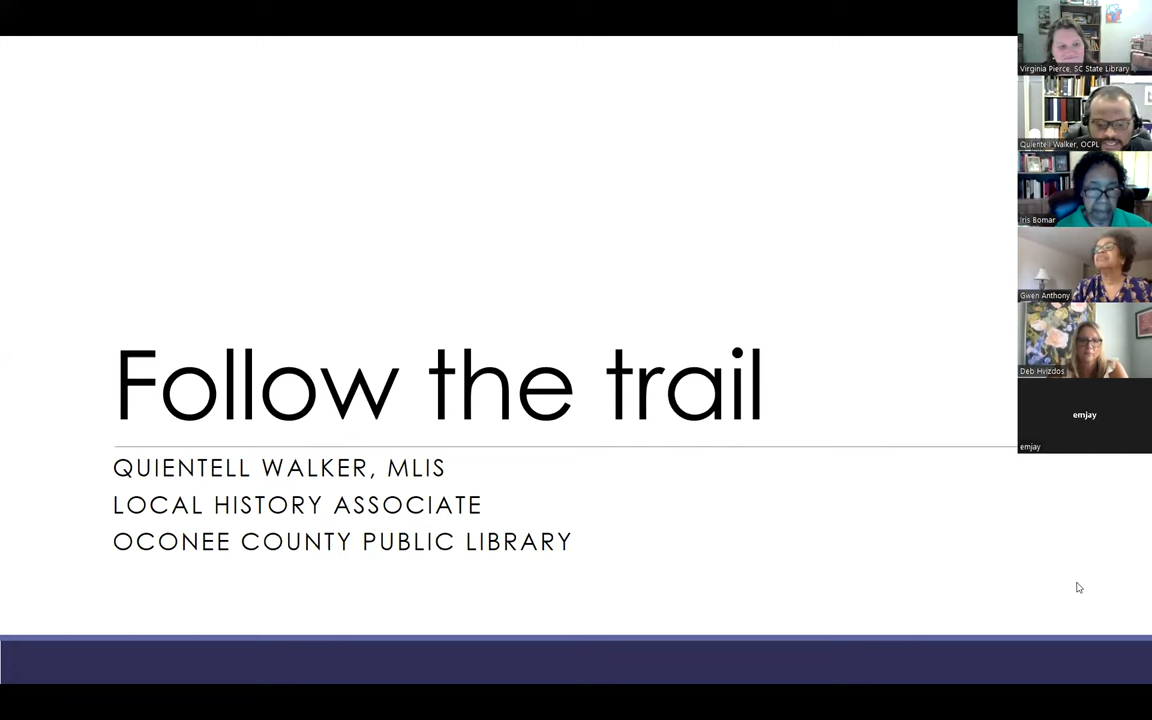 Follow the trail
QUIENTELL WALKER, MLIS
LOCAL HISTORY ASSOCIATE
OCONEE COUNTY PUBLIC LIBRARY
Virginia Pierce, SC State Library
Quientell Walker, OCPL
Iris Bomar
Gwen Anthony
Deb Hvizdos
emjay
emjay